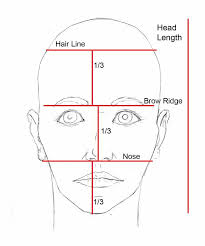 Head
Length
Hair Line
1/3
Brow Ridge
1/3
Nose
1/3